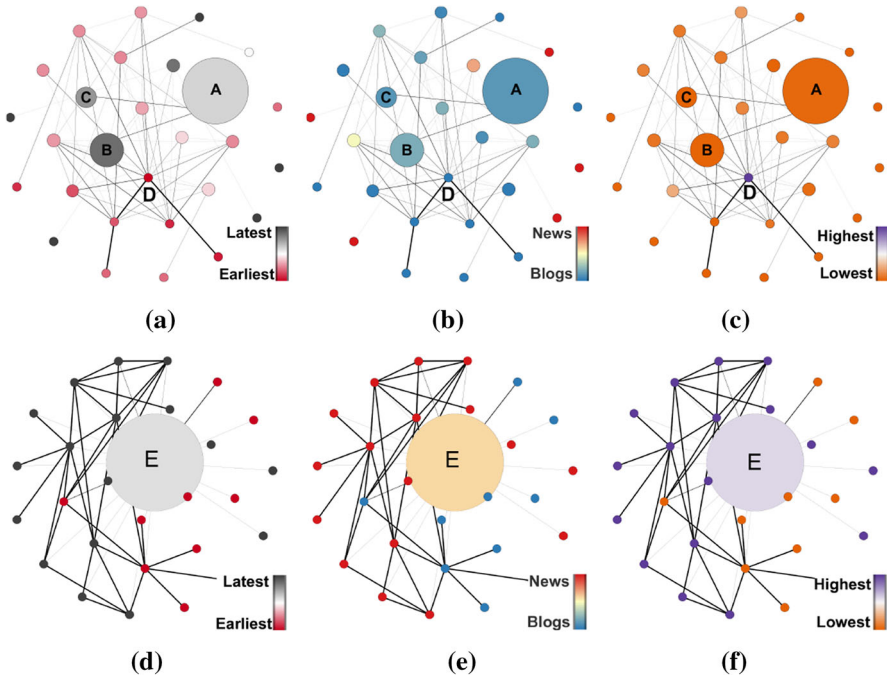 A
C
B
D
Latest
Earliest
(a)
A
C
B
D
News
Blogs
(b)
A
C
B
D
Highest
Lowest
(c)
E
Latest
Earliest
(d)
E
News
Blogs
(e)
E
Highest
Lowest
(f)